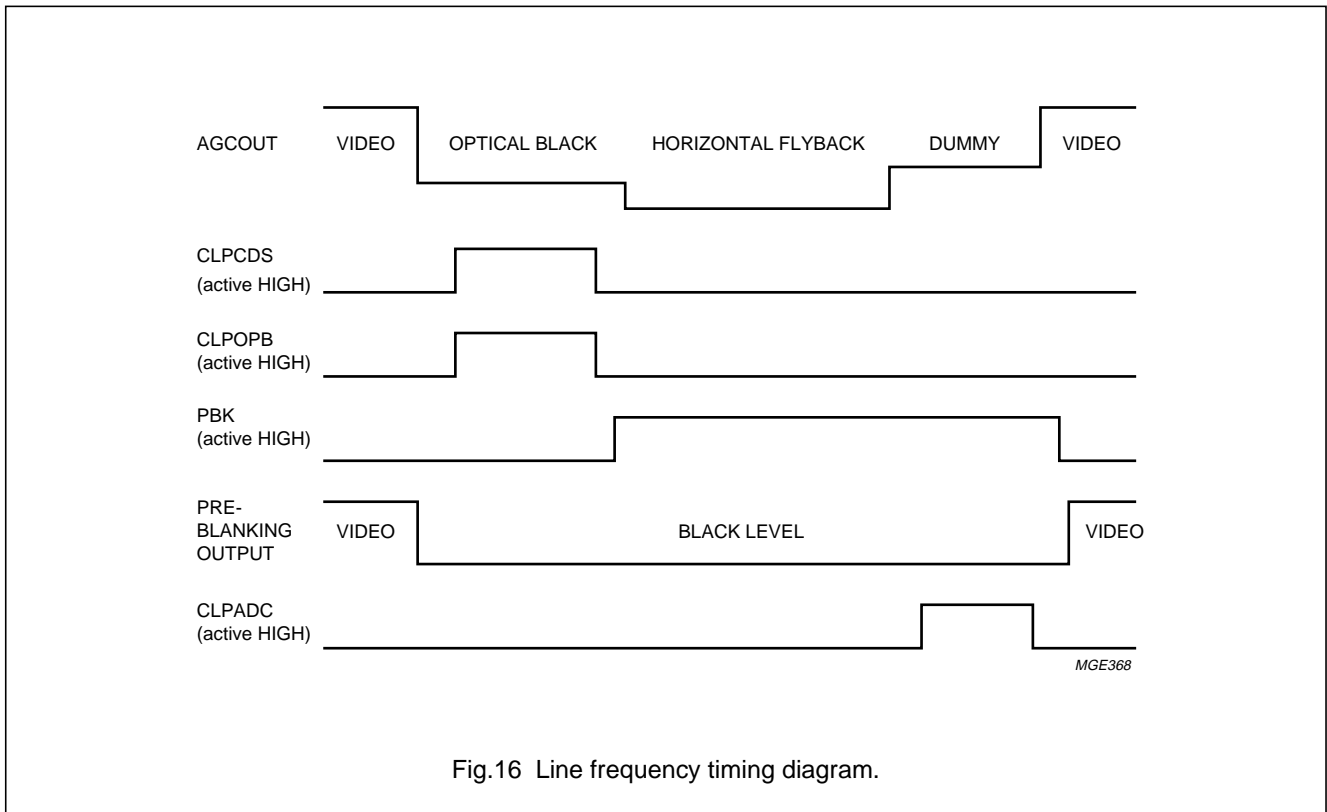 AGCOUT VIDEO OPTICAL BLACK HORIZONTAL FLYBACK DUMMY VIDEO
CLPCDS
(active HIGH)
CLPOPB
(active HIGH)
PBK
(active HIGH)
PRE-
BLANKING
OUTPUT
VIDEO BLACK LEVEL VIDEO
CLPADC
(active HIGH)
MGE368
Fig.16 Line frequency timing diagram.